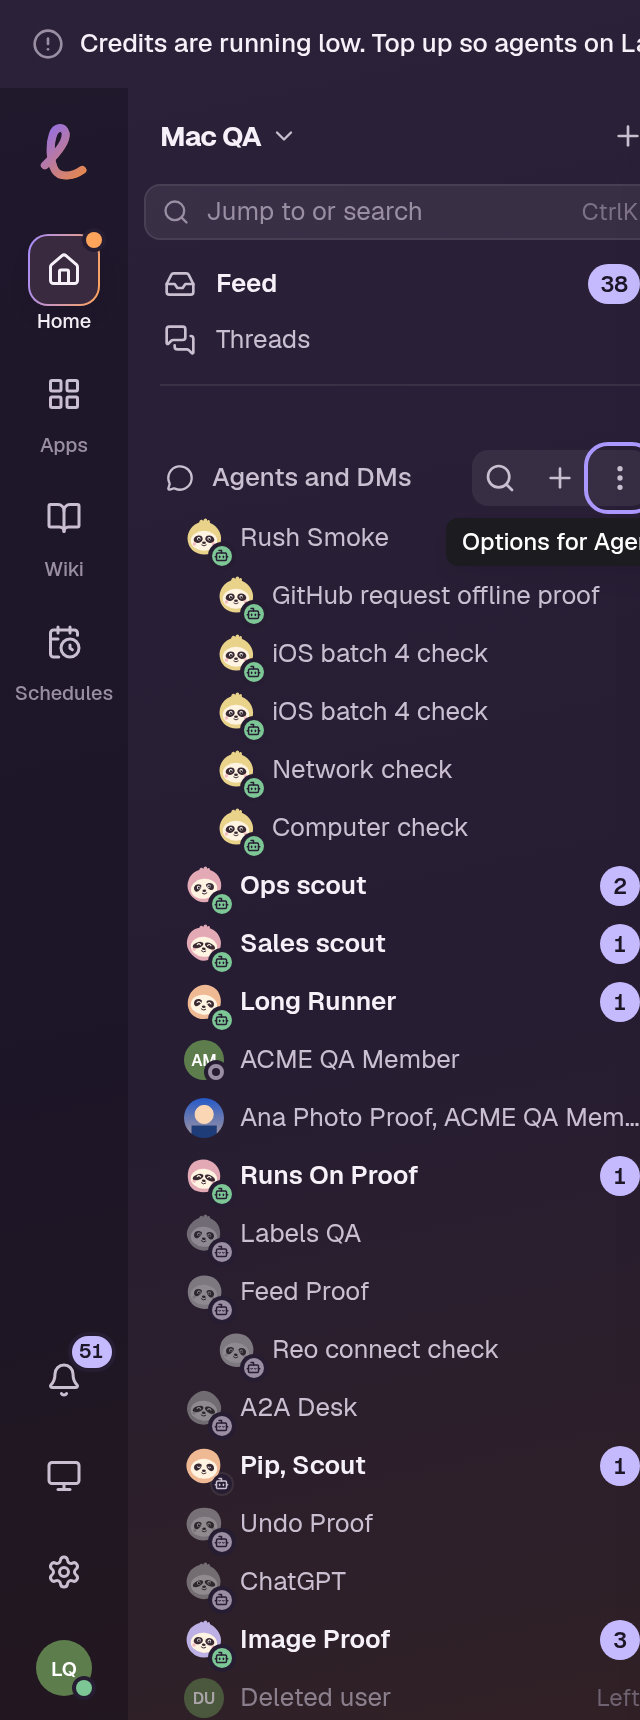 Credits are running low. Top up so agents on La
Mac QA
Jump to or search CtrlK
Feed 38
Home
Threads
Apps
Agents and DMs
Rush Smoke
Options for Agen
Wiki
GitHub request offline proof
iOS batch 4 check
Schedules
iOS batch 4 check
Network check
Computer check
Ops scout 2
Sales scout 1
Long Runner 1
AM ACME QA Member
Ana Photo Proof, ACME QA Mem...
Runs On Proof 1
Labels QA
Feed Proof
51
Reo connect check
A2A Desk
Pip, Scout 1
Undo Proof
ChatGPT
Image Proof 3
LQ
DU Deleted user Left